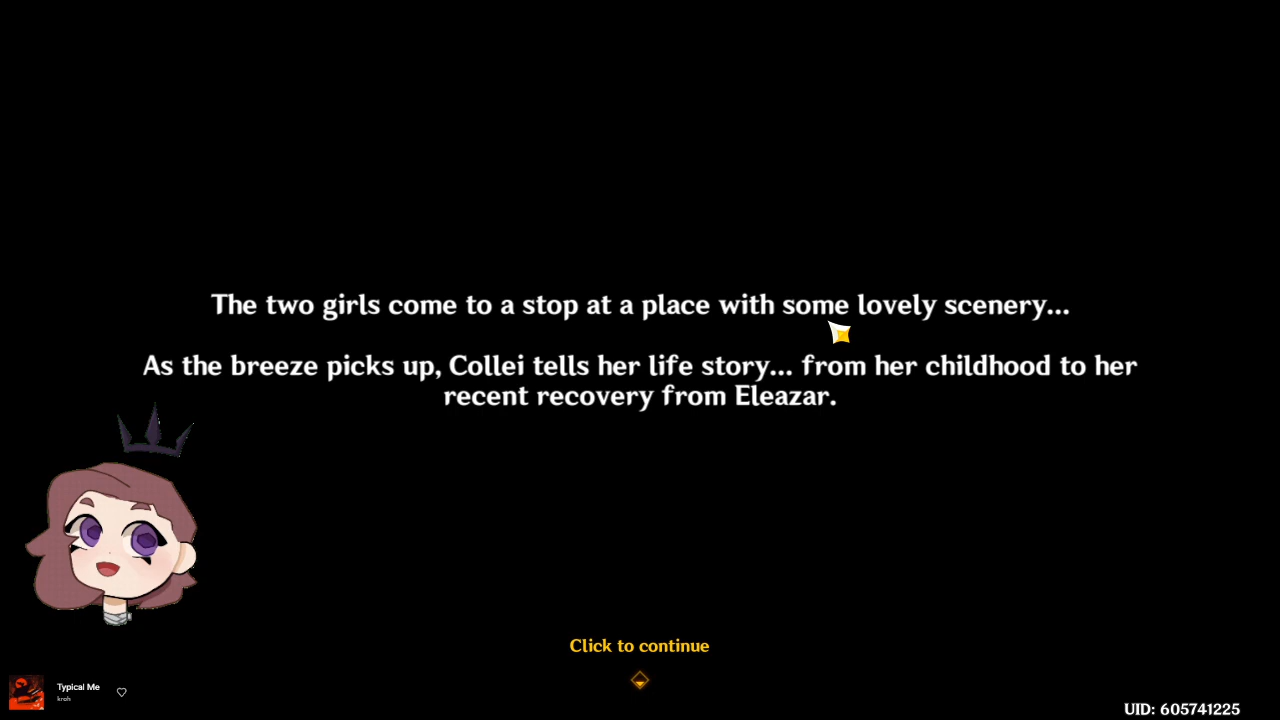 The two girls come to a stop at a place with some lovely scenery...
As the breeze picks up, Collei tells her life story... from her childhood to her
recent recovery from Eleazar.
Click to continue
Typical Me
kroh
UID: 605741225